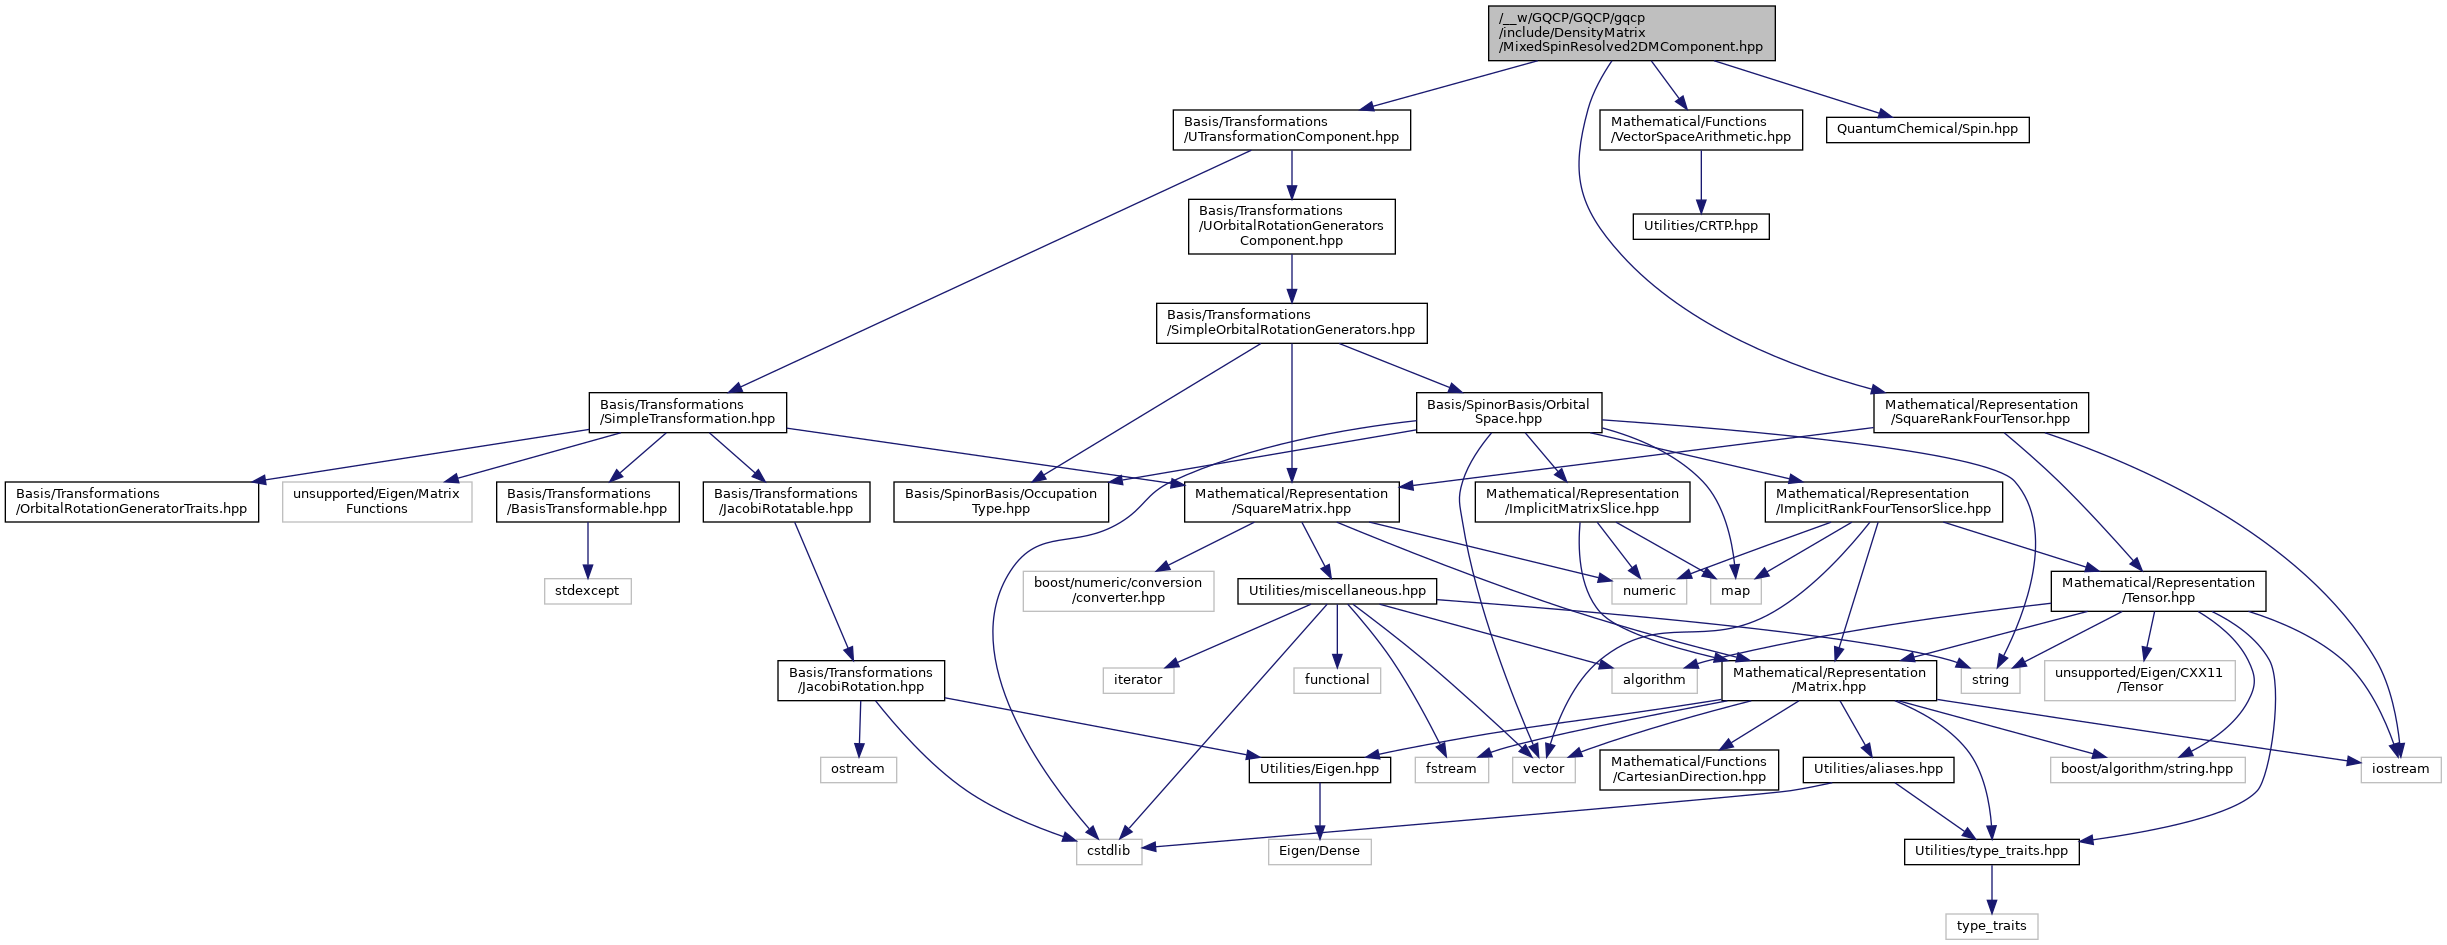 /__w/GQCP/GQCP/gqcp
/include/DensityMatrix
/MixedSpinResolved2DMComponent.hpp
Basis/Transformations
/UTransformationComponent.hpp
Mathematical/Functions
/VectorSpaceArithmetic.hpp
QuantumChemical/Spin.hpp
Basis/Transformations
/UOrbitalRotationGenerators
Component.hpp
Utilities/CRTP.hpp
Basis/Transformations
/SimpleOrbitalRotationGenerators.hpp
Basis/Transformations
/SimpleTransformation.hpp
Basis/SpinorBasis/Orbital
Space.hpp
Mathematical/Representation
/SquareRankFourTensor.hpp
Basis/Transformations
/OrbitalRotationGeneratorTraits.hpp
unsupported/Eigen/Matrix
Functions
Basis/Transformations
/BasisTransformable.hpp
Basis/Transformations
/JacobiRotatable.hpp
Basis/SpinorBasis/Occupation
Type.hpp
Mathematical/Representation
/SquareMatrix.hpp
Mathematical/Representation
/ImplicitMatrixSlice.hpp
Mathematical/Representation
/ImplicitRankFourTensorSlice.hpp
stdexcept
boost/numeric/conversion
/converter.hpp
Utilities/miscellaneous.hpp
numeric
map
Mathematical/Representation
/Tensor.hpp
Basis/Transformations
/JacobiRotation.hpp
iterator
functional
algorithm
Mathematical/Representation
/Matrix.hpp
string
unsupported/Eigen/CXX11
/Tensor
ostream
Utilities/Eigen.hpp
fstream
vector
Mathematical/Functions
/CartesianDirection.hpp
Utilities/aliases.hpp
boost/algorithm/string.hpp
iostream
cstdlib
Eigen/Dense
Utilities/type_traits.hpp
type_traits